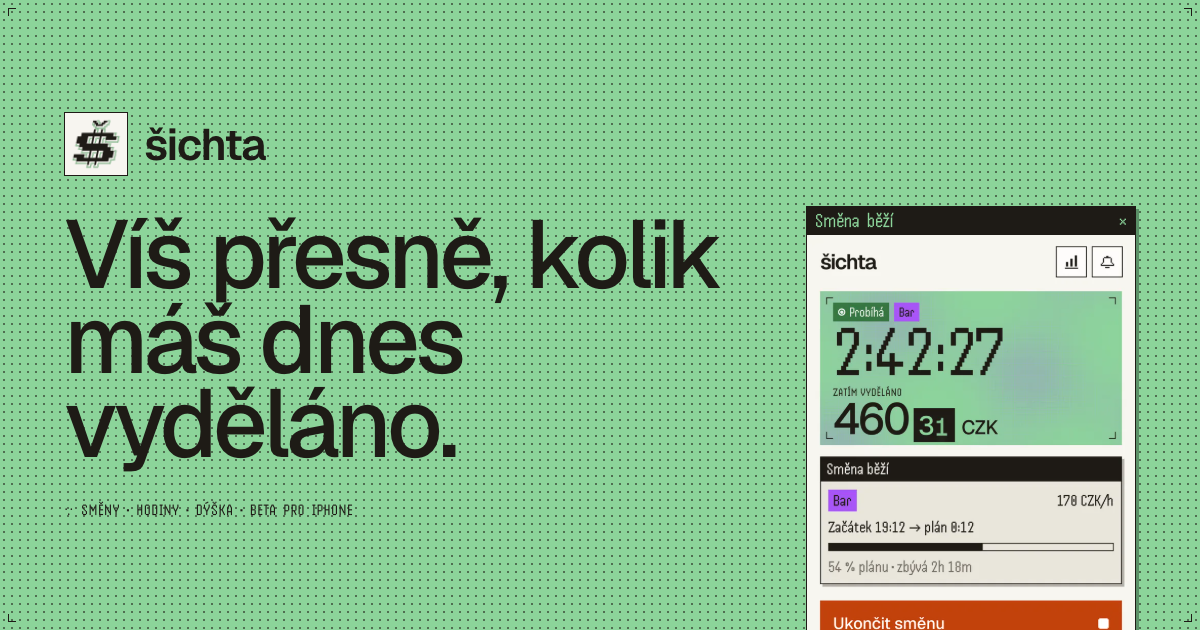 šichta
Víš přesně, kolik
máš dnes
vyděláno.
SMĚNY · HODINY · DÝŠKA · BETA PRO IPHONE
Směna běží ×
šichta
Probíhá Bar
2:42:27
ZATÍM VYDĚLÁNO
460 31 CZK
Směna běží
Bar 170 CZK/h
Začátek 19:12 → plán 0:12
54 % plánu · zbývá 2h 18m
Ukončit směnu